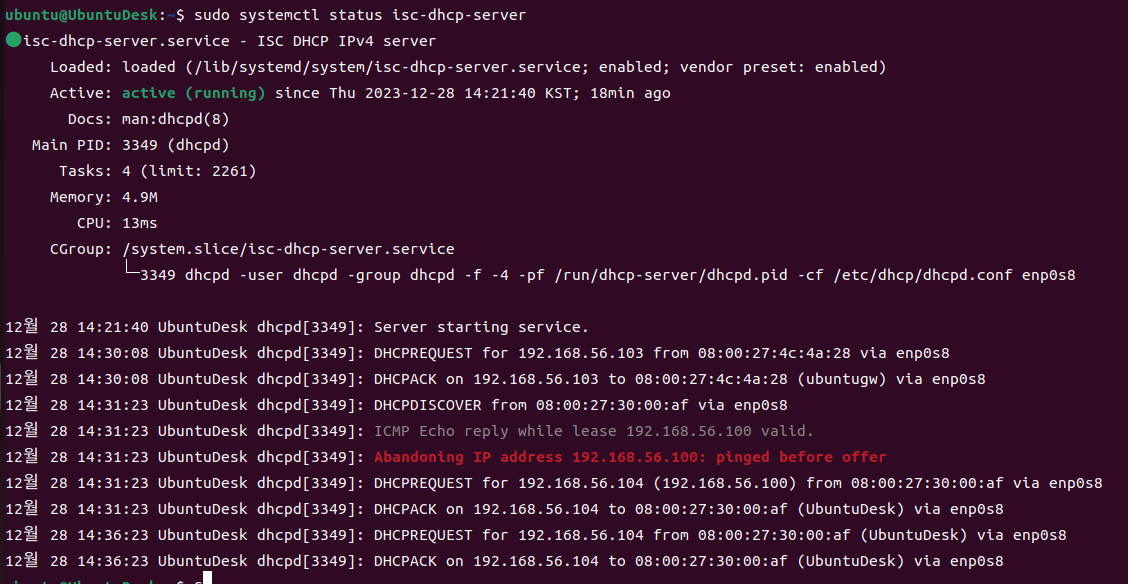 ubuntu@UbuntuDesk:~$ sudo systemctl status isc-dhcp-server
isc-dhcp-server.service - ISC DHCP IPv4 server
Loaded: loaded (/lib/systemd/system/isc-dhcp-server.service; enabled; vendor preset: enabled)
Active: active (running) since Thu 2023-12-28 14:21:40 KST; 18min ago
Docs: man:dhcpd(8)
Main PID: 3349 (dhcpd)
Tasks: 4 (limit: 2261)
Memory: 4.9M
CPU: 13ms
CGroup: /system.slice/isc-dhcp-server.service
└─3349 dhcpd -user dhcpd -group dhcpd -f -4 -pf /run/dhcp-server/dhcpd.pid -cf /etc/dhcp/dhcpd.conf enp0s8
12월 28 14:21:40 UbuntuDesk dhcpd[3349]: Server starting service.
12월 28 14:30:08 UbuntuDesk dhcpd[3349]: DHCPREQUEST for 192.168.56.103 from 08:00:27:4c:4a:28 via enp0s8
12월 28 14:30:08 UbuntuDesk dhcpd[3349]: DHCPACK on 192.168.56.103 to 08:00:27:4c:4a:28 (ubuntugw) via enp0s8
12월 28 14:31:23 UbuntuDesk dhcpd[3349]: DHCPDISCOVER from 08:00:27:30:00:af via enp0s8
12월 28 14:31:23 UbuntuDesk dhcpd[3349]: ICMP Echo reply while lease 192.168.56.100 valid.
12월 28 14:31:23 UbuntuDesk dhcpd[3349]: Abandoning IP address 192.168.56.100: pinged before offer
12월 28 14:31:23 UbuntuDesk dhcpd[3349]: DHCPREQUEST for 192.168.56.104 (192.168.56.100) from 08:00:27:30:00:af via enp0s8
12월 28 14:31:23 UbuntuDesk dhcpd[3349]: DHCPACK on 192.168.56.104 to 08:00:27:30:00:af (UbuntuDesk) via enp0s8
12월 28 14:36:23 UbuntuDesk dhcpd[3349]: DHCPREQUEST for 192.168.56.104 from 08:00:27:30:00:af (UbuntuDesk) via enp0s8
12월 28 14:36:23 UbuntuDesk dhcpd[3349]: DHCPACK on 192.168.56.104 to 08:00:27:30:00:af (UbuntuDesk) via enp0s8